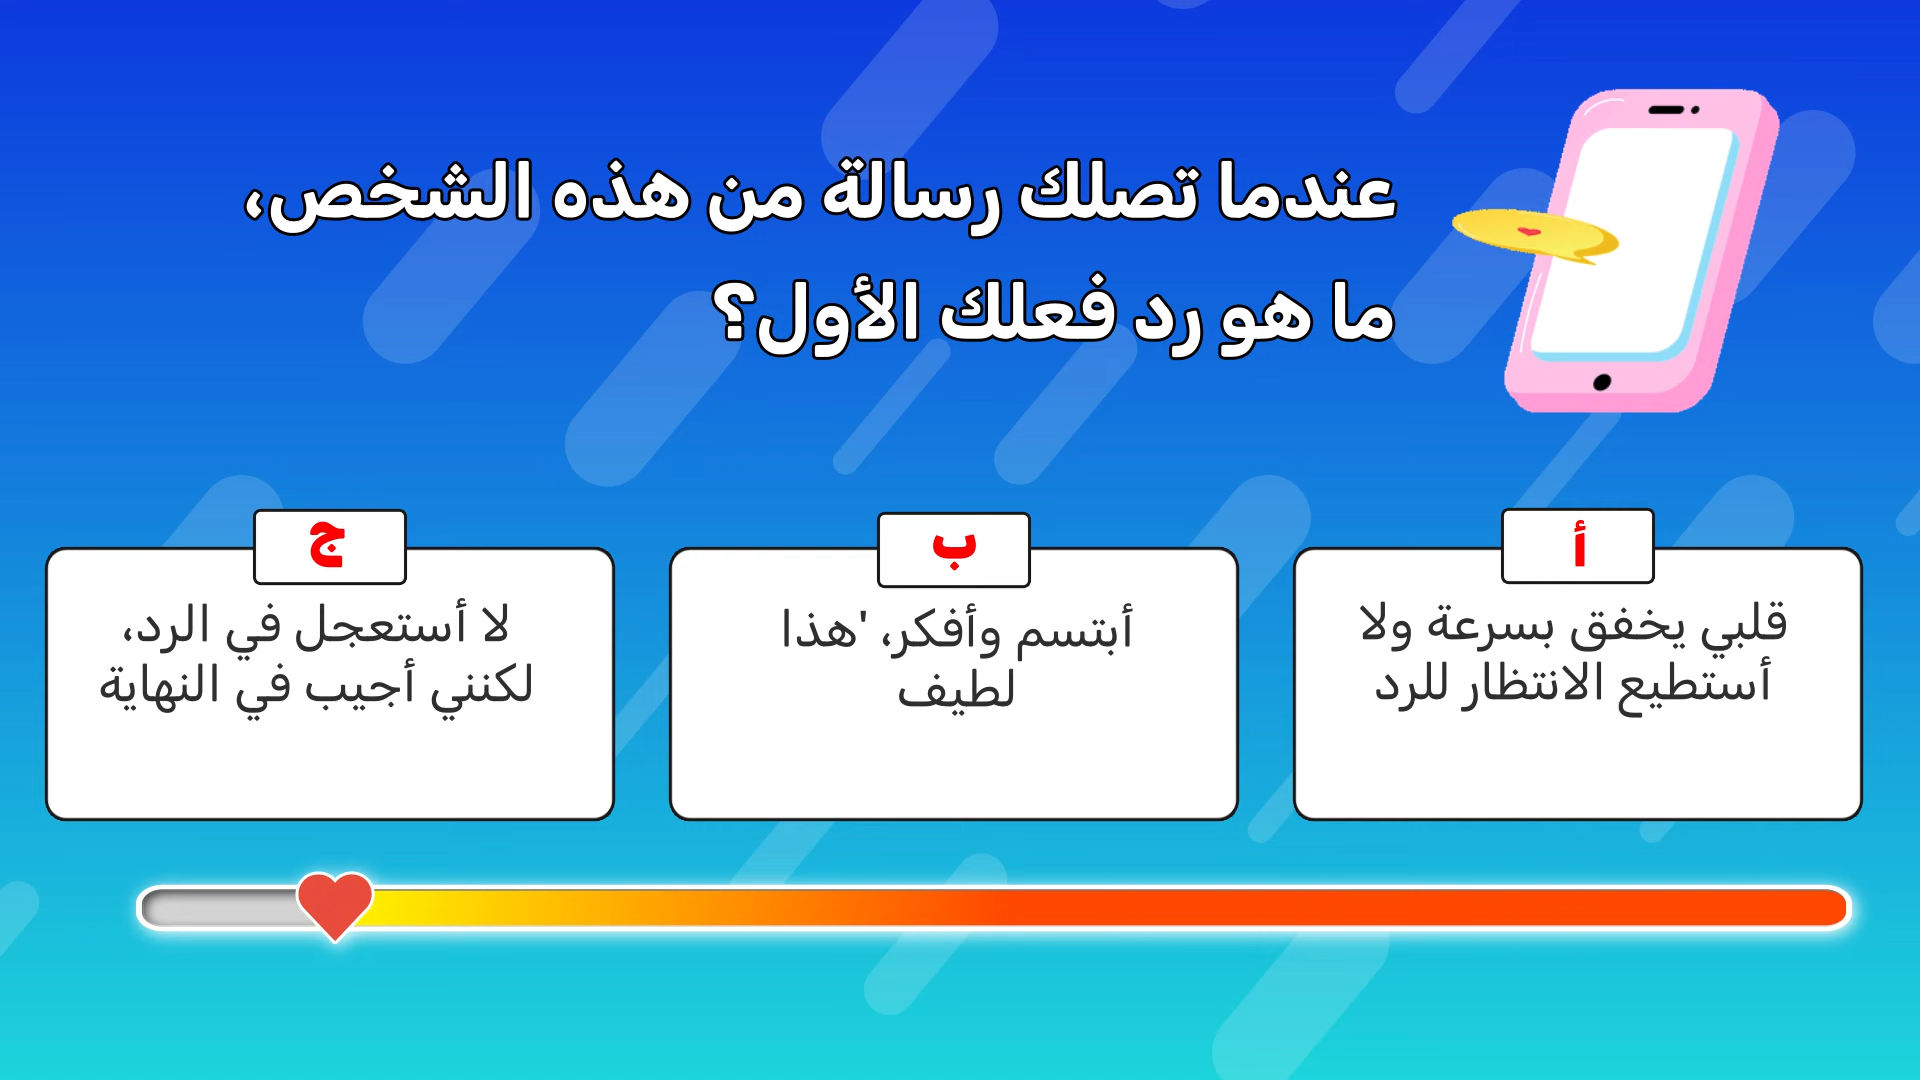 عندما تصلك رسالة من هذه الشخص،
ما هو رد فعلك الأول؟
أ
قلبي يخفق بسرعة ولا
أستطيع الانتظار للرد
ب
أبتسم وأفكر، 'هذا
لطيف
ج
لا أستعجل في الرد،
لكنني أجيب في النهاية